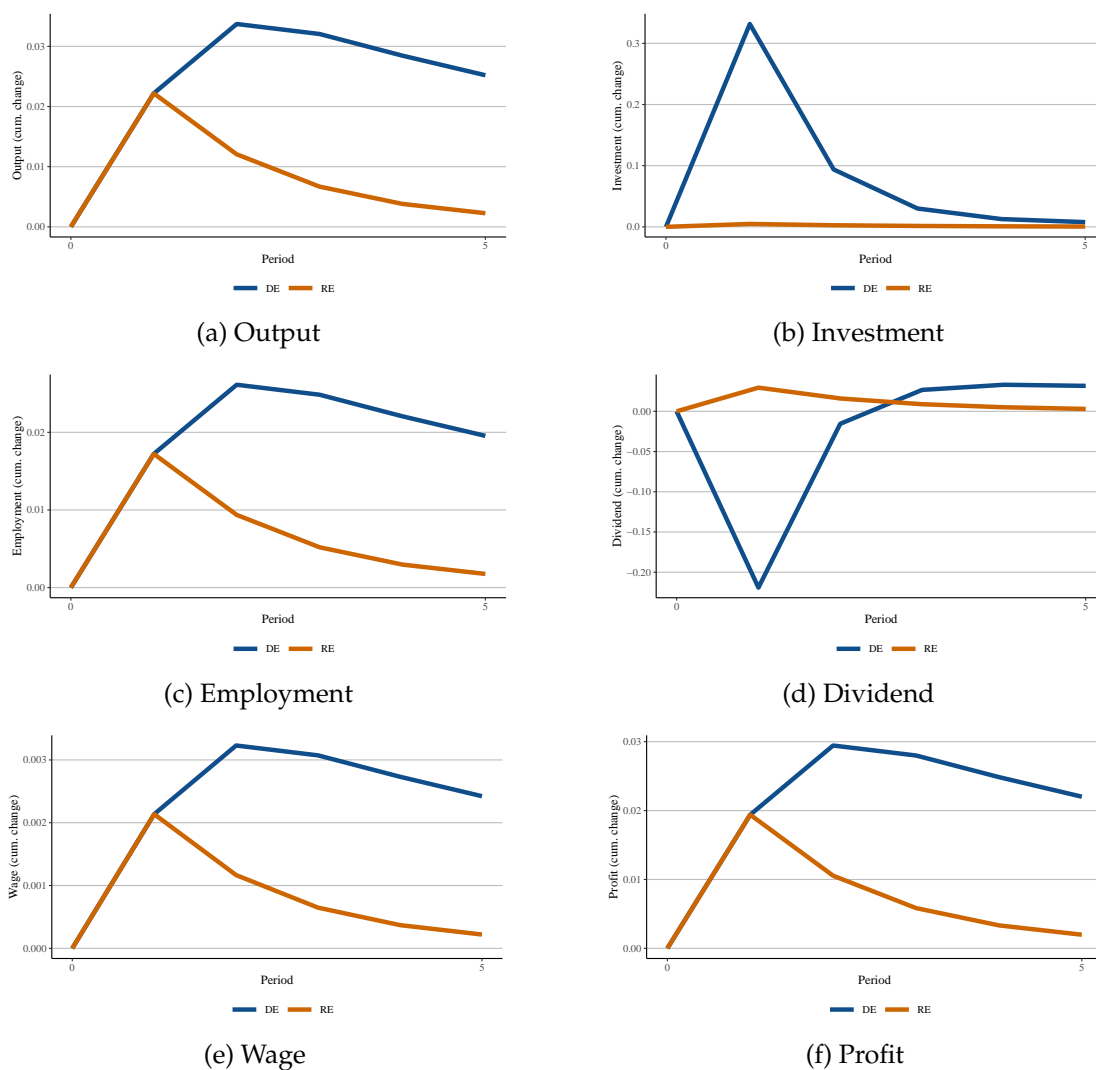 Output (cum. change)
0.03
0.02
0.01
0.00
0
5
Period
DE RE
(a) Output
Investment (cum. change)
0.3
0.2
0.1
0.0
0
5
Period
DE RE
(b) Investment
Employment (cum. change)
0.02
0.01
0.00
0
5
Period
DE RE
(c) Employment
Dividend (cum. change)
0.00
−0.05
−0.10
−0.15
−0.20
0
5
Period
DE RE
(d) Dividend
Wage (cum. change)
0.003
0.002
0.001
0.000
0
5
Period
DE RE
(e) Wage
Profit (cum. change)
0.03
0.02
0.01
0.00
0
5
Period
DE RE
(f) Profit